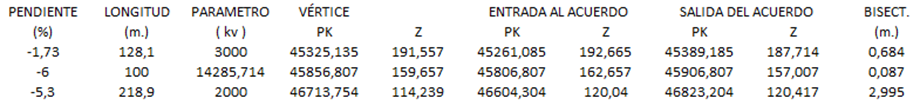 PENDIENTE LONGITUD PARAMETRO VÉRTICE ENTRADA AL ACUERDO SALIDA DEL ACUERDO BISECT.
(%) (m.) ( kv ) PK Z PK Z PK Z (m.)
-1,73 128,1 3000 45325,135 191,557 45261,085 192,665 45389,185 187,714 0,684
-6 100 14285,714 45856,807 159,657 45806,807 162,657 45906,807 157,007 0,087
-5,3 218,9 2000 46713,754 114,239 46604,304 120,04 46823,204 120,417 2,995